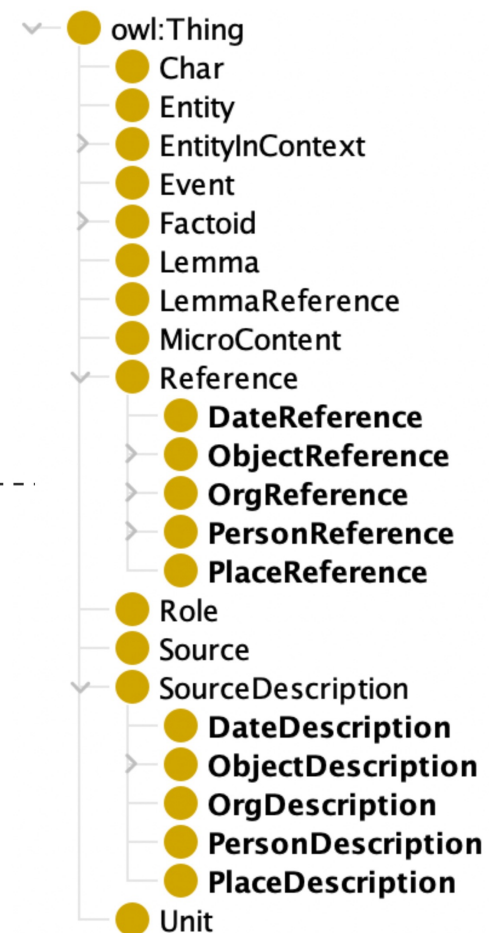 owl:Thing
Char
Entity
EntityInContext
Event
Factoid
Lemma
LemmaReference
MicroContent
Reference
DateReference
ObjectReference
OrgReference
PersonReference
PlaceReference
Role
Source
SourceDescription
DateDescription
ObjectDescription
OrgDescription
PersonDescription
PlaceDescription
Unit